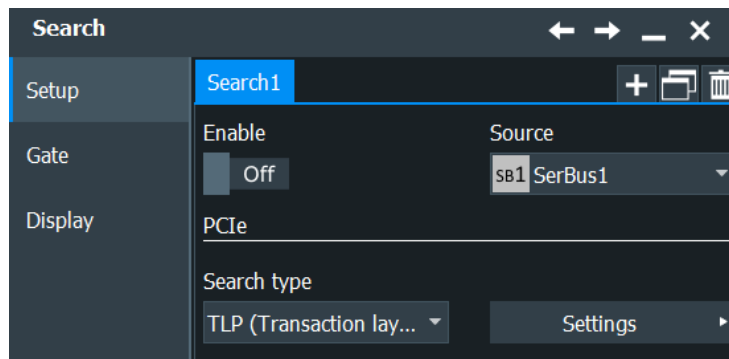 Search
Setup
Search1
Gate
Enable
Source
Off
SB1 SerBus1
Display
PCIe
Search type
TLP (Transaction lay...
Settings